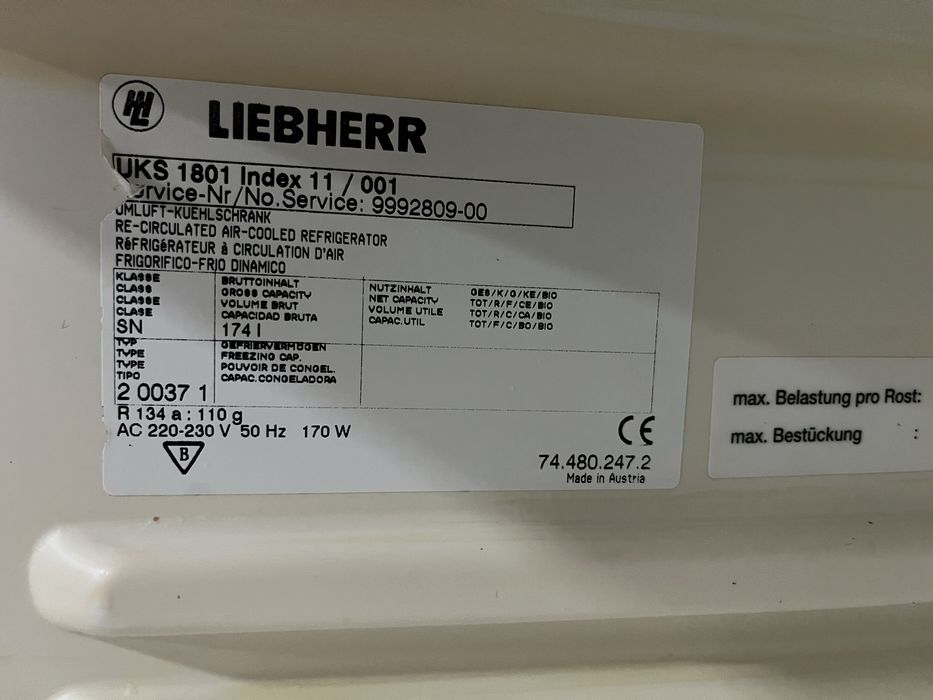 HL
LIEBHERR
UKS 1801 Index 11 / 001
Service-Nr/No.Service: 9992809-00
UMLUFT-KUEHLSCHRANK
RE-CIRCULATED AIR-COOLED REFRIGERATOR
RéFRIGéRATEUR à CIRCULATION D'AIR
FRIGORIFICO-FRIO DINAMICO
KLASSE BRUTTOINHALT NUTZINHALT GES/K/G/KE/BIO
CLASS GROSS CAPACITY NET CAPACITY TOT/R/F/CE/BIO
CLASSE VOLUME BRUT VOLUME UTILE TOT/R/C/CA/BIO
CLASE CAPACIDAD BRUTA CAPAC.UTIL TOT/F/C/BO/BIO
SN 174 l
TYP GEFRIERVERMÖGEN
TYPE FREEZING CAP.
TYPE POUVOIR DE CONGEL.
TIPO CAPAC.CONGELADORA
2 0037 1
R 134 a : 110 g
AC 220-230 V 50 Hz 170 W
B
CE
74.480.247.2
Made in Austria
max. Belastung pro Rost:
max. Bestückung :